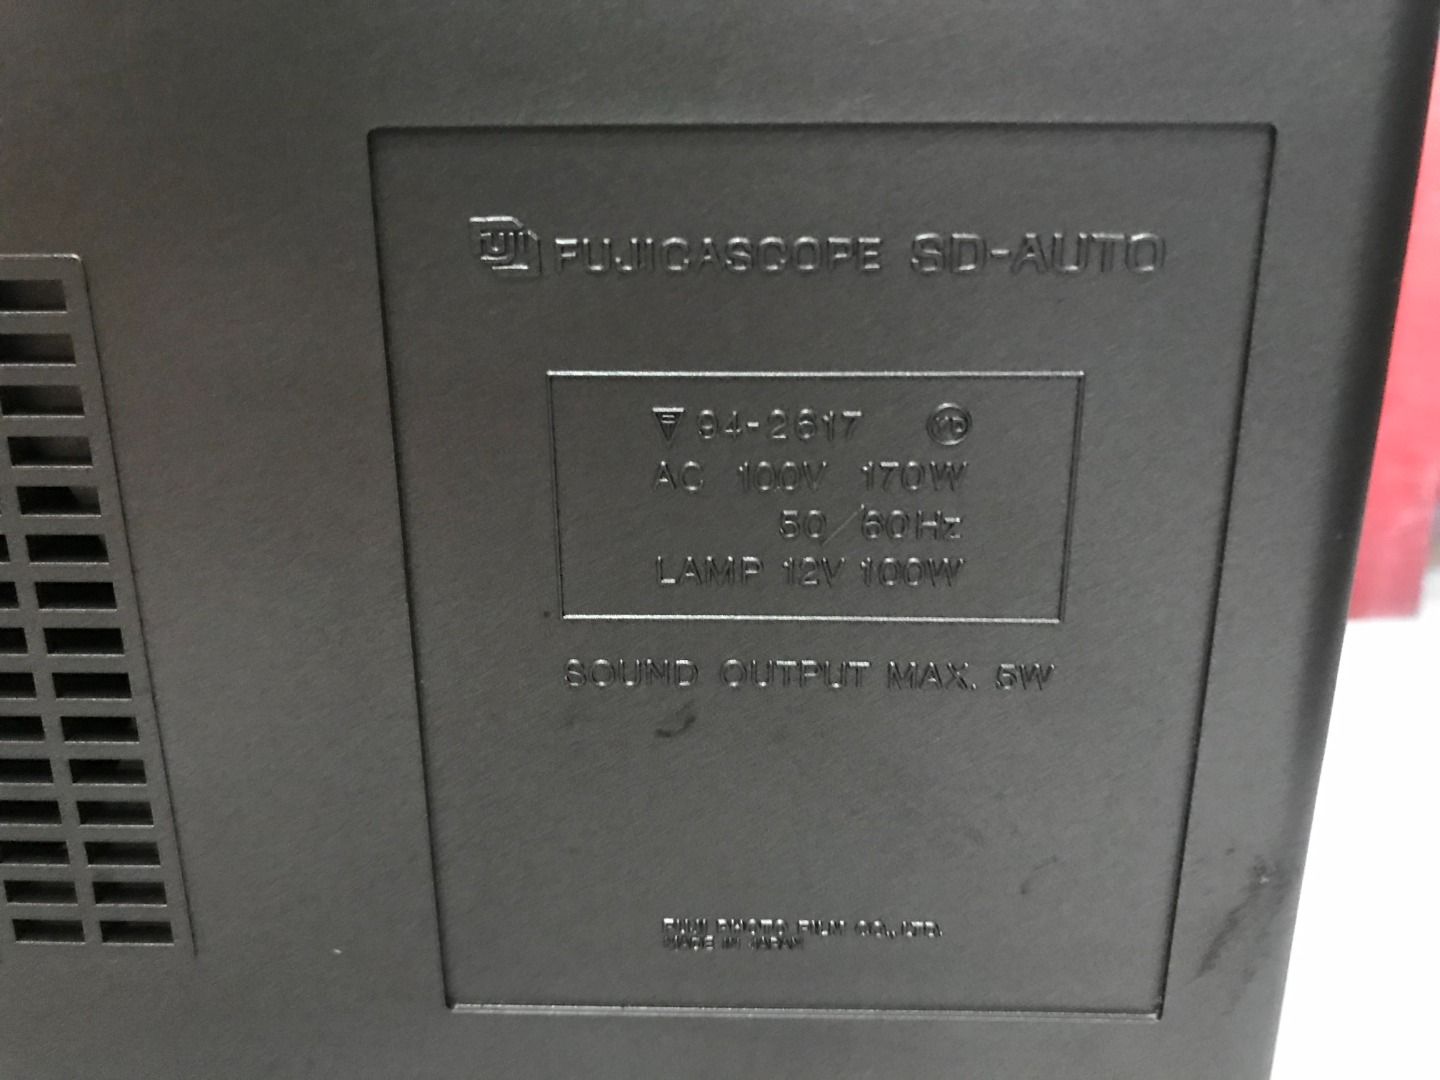 FUJI FUJICASCOPE SD-AUTO
94-2617
AC 100V 170W
50/60Hz
LAMP 12V 100W
SOUND OUTPUT MAX. 5W
FUJI PHOTO FILM CO., LTD.
MADE IN JAPAN